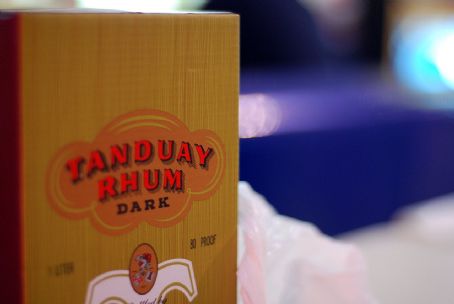 TANDUAY
RHUM
DARK
1 LITER 80 PROOF